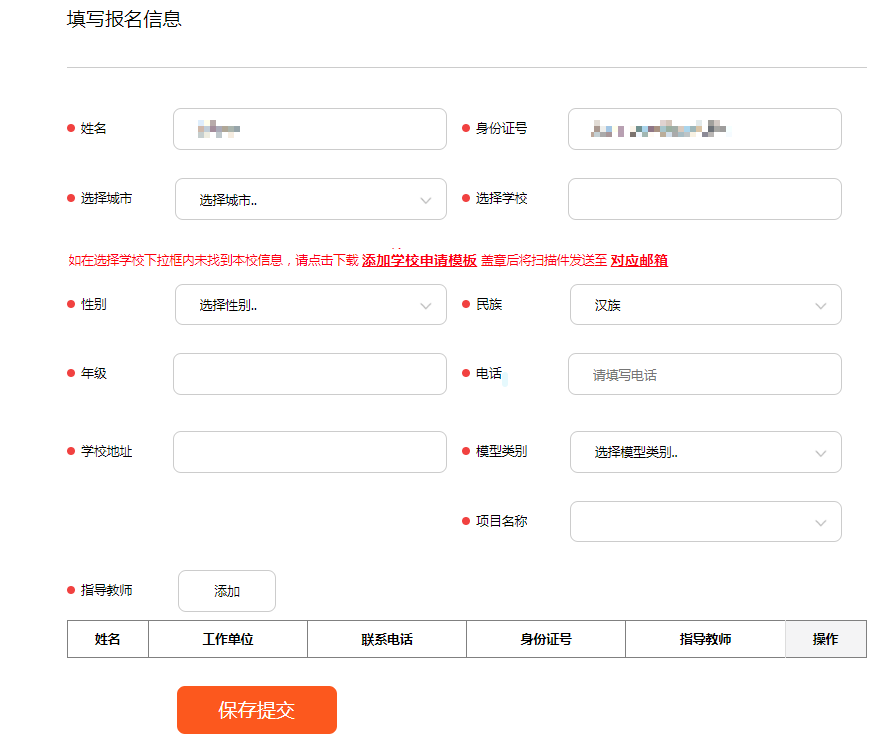 填写报名信息
姓名 身份证号
选择城市 选择城市.. 选择学校
如在选择学校下拉框内未找到本校信息，请点击下载 添加学校申请模板 盖章后将扫描件发送至 对应邮箱
性别 选择性别.. 民族 汉族
年级 电话 请填写电话
学校地址 模型类别 选择模型类别..
项目名称
指导教师 添加
姓名 工作单位 联系电话 身份证号 指导教师 操作
保存提交